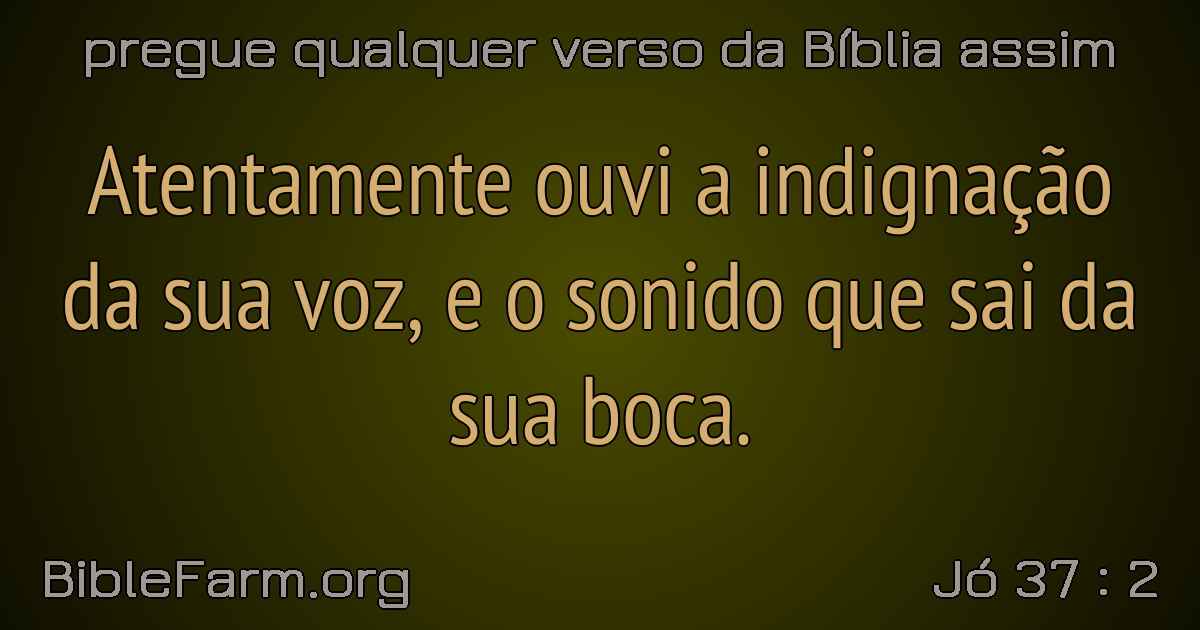 pregue qualquer verso da Bíblia assim
Atentamente ouvi a indignação
da sua voz, e o sonido que sai da
sua boca.
BibleFarm.org
Jó 37 : 2